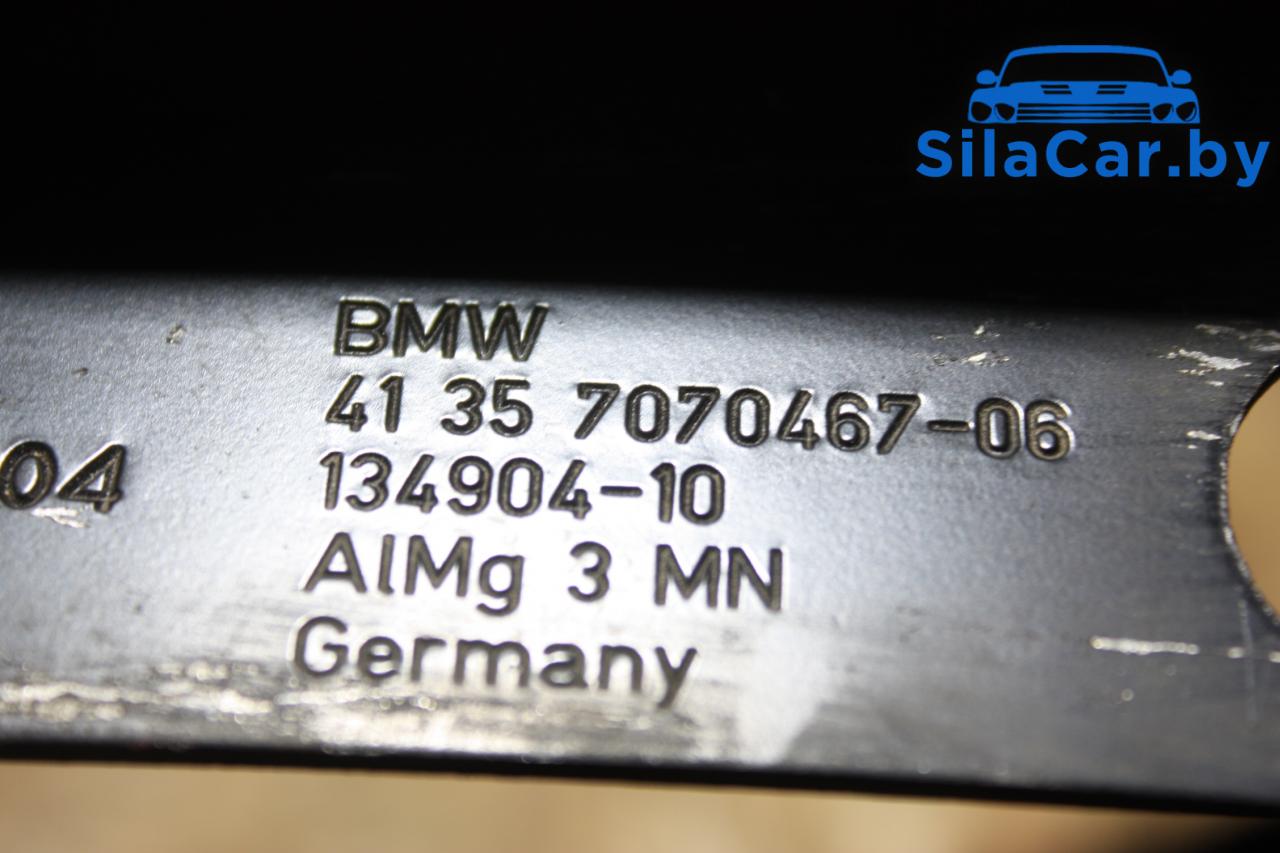 SilaCar.by
BMW
41 35 7070467-06
134904-10
AlMg 3 MN
Germany
04